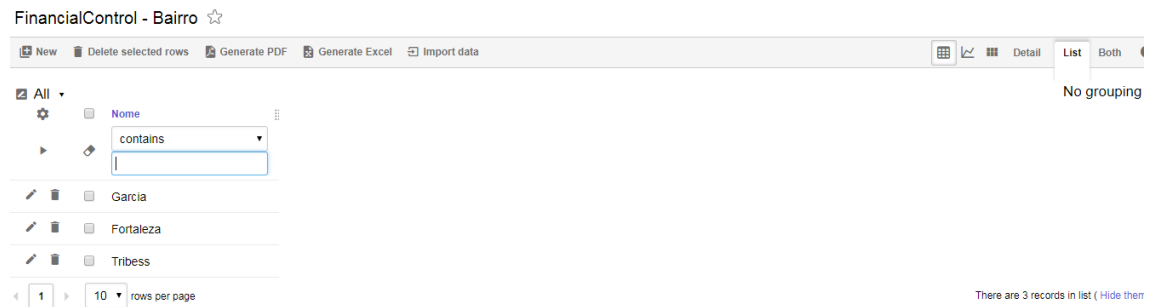 FinancialControl - Bairro
New Delete selected rows Generate PDF Generate Excel Import data Detail List Both
All No grouping
Nome
contains
Garcia
Fortaleza
Tribess
1 10 rows per page There are 3 records in list ( Hide them